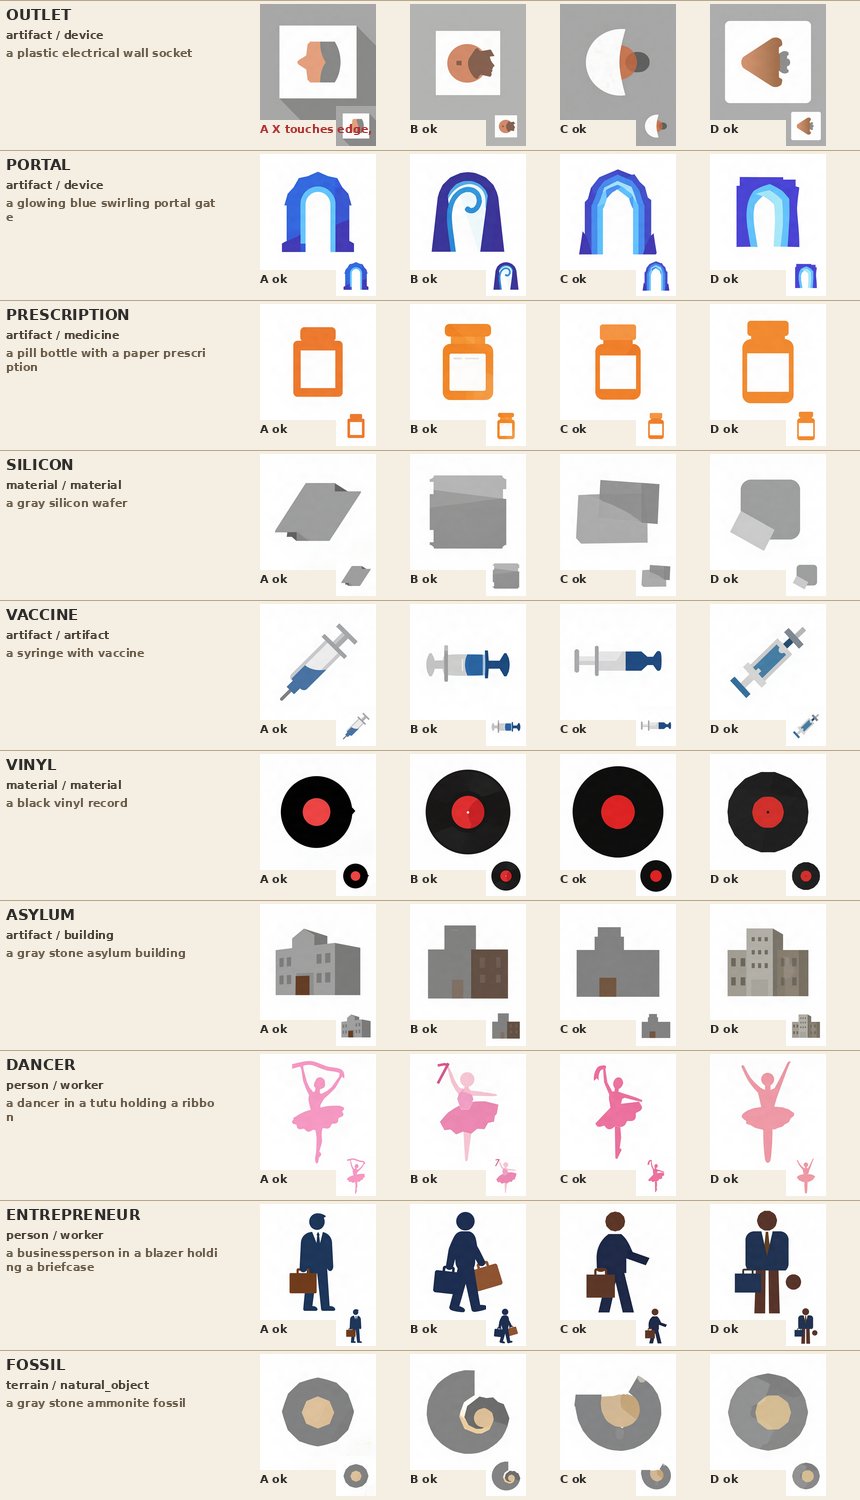 OUTLET
artifact / device
a plastic electrical wall socket
A X touches edge,
B ok
C ok
D ok
PORTAL
artifact / device
a glowing blue swirling portal gat
e
A ok
B ok
C ok
D ok
PRESCRIPTION
artifact / medicine
a pill bottle with a paper prescri
ption
A ok
B ok
C ok
D ok
SILICON
material / material
a gray silicon wafer
A ok
B ok
C ok
D ok
VACCINE
artifact / artifact
a syringe with vaccine
A ok
B ok
C ok
D ok
VINYL
material / material
a black vinyl record
A ok
B ok
C ok
D ok
ASYLUM
artifact / building
a gray stone asylum building
A ok
B ok
C ok
D ok
DANCER
person / worker
a dancer in a tutu holding a ribbo
n
A ok
B ok
C ok
D ok
ENTREPRENEUR
person / worker
a businessperson in a blazer holdi
ng a briefcase
A ok
B ok
C ok
D ok
FOSSIL
terrain / natural_object
a gray stone ammonite fossil
A ok
B ok
C ok
D ok